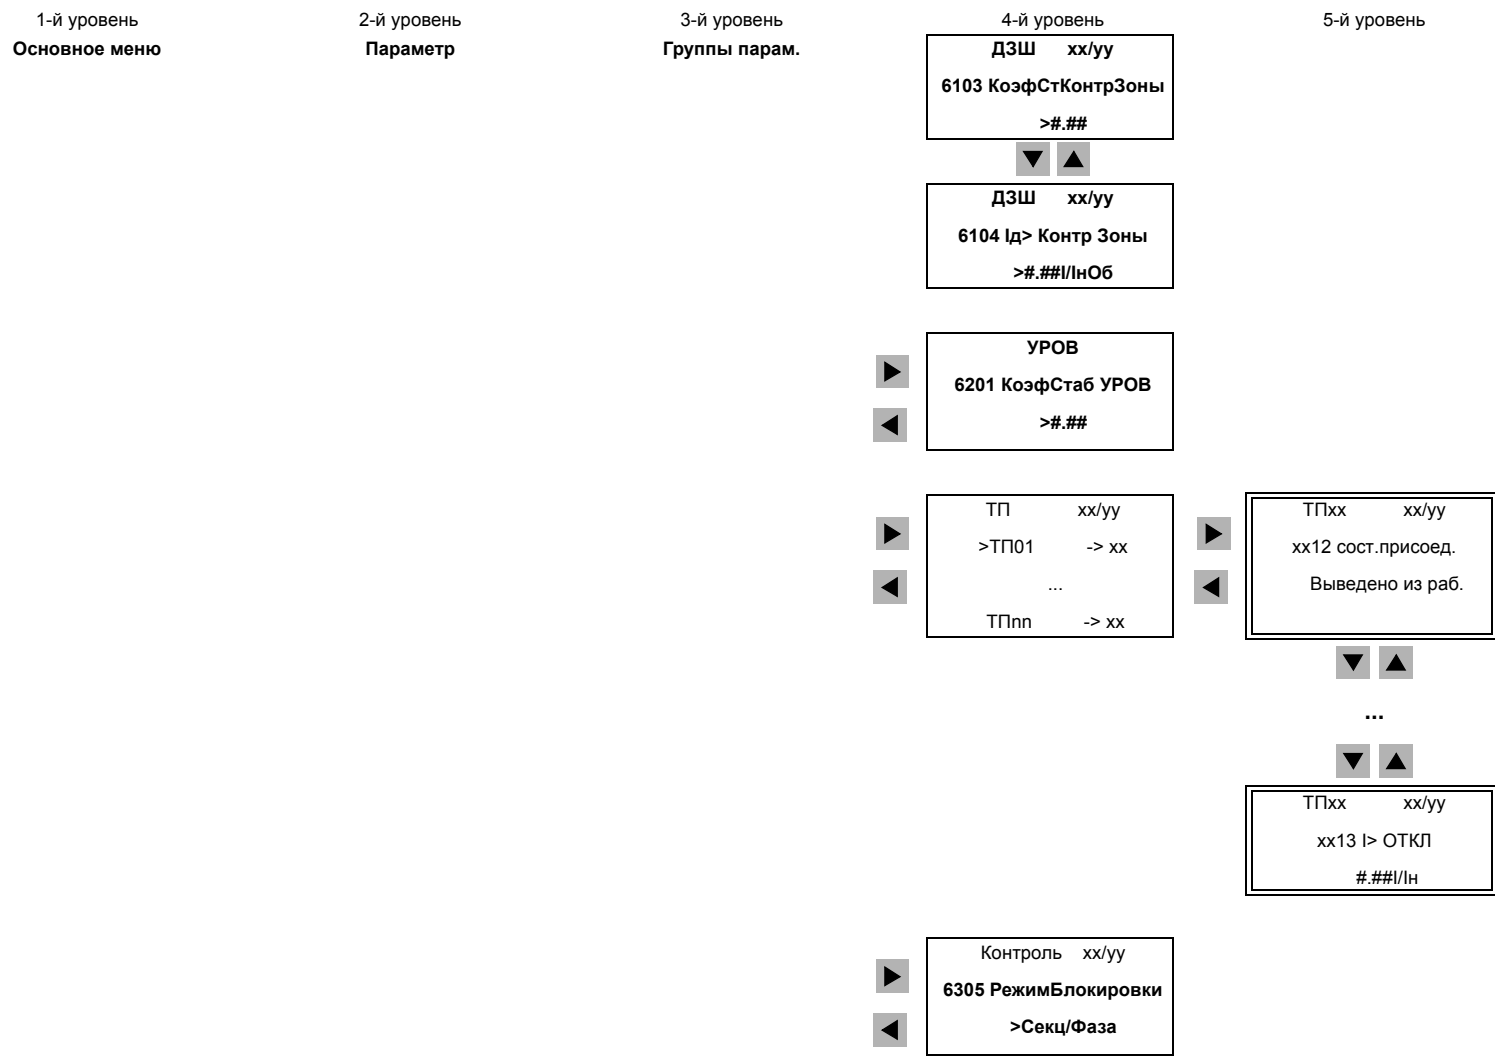 1-й уровень 2-й уровень 3-й уровень 4-й уровень 5-й уровень
Основное меню Параметр Группы парам.
ДЗШ xx/yy
6103 КоэфСтКонтрЗоны
>#.##
ДЗШ xx/yy
6104 Iд> Контр Зоны
>#.##I/IнОб
УРОВ
6201 КоэфСтаб УРОВ
>#.##
ТП xx/yy
>ТП01 -> xx
...
ТПnn -> xx
ТПxx xx/yy
xx12 сост.присоед.
Выведено из раб.
...
ТПxx xx/yy
xx13 I> ОТКЛ
#.##I/Iн
Контроль xx/yy
6305 РежимБлокировки
>Секц/Фаза